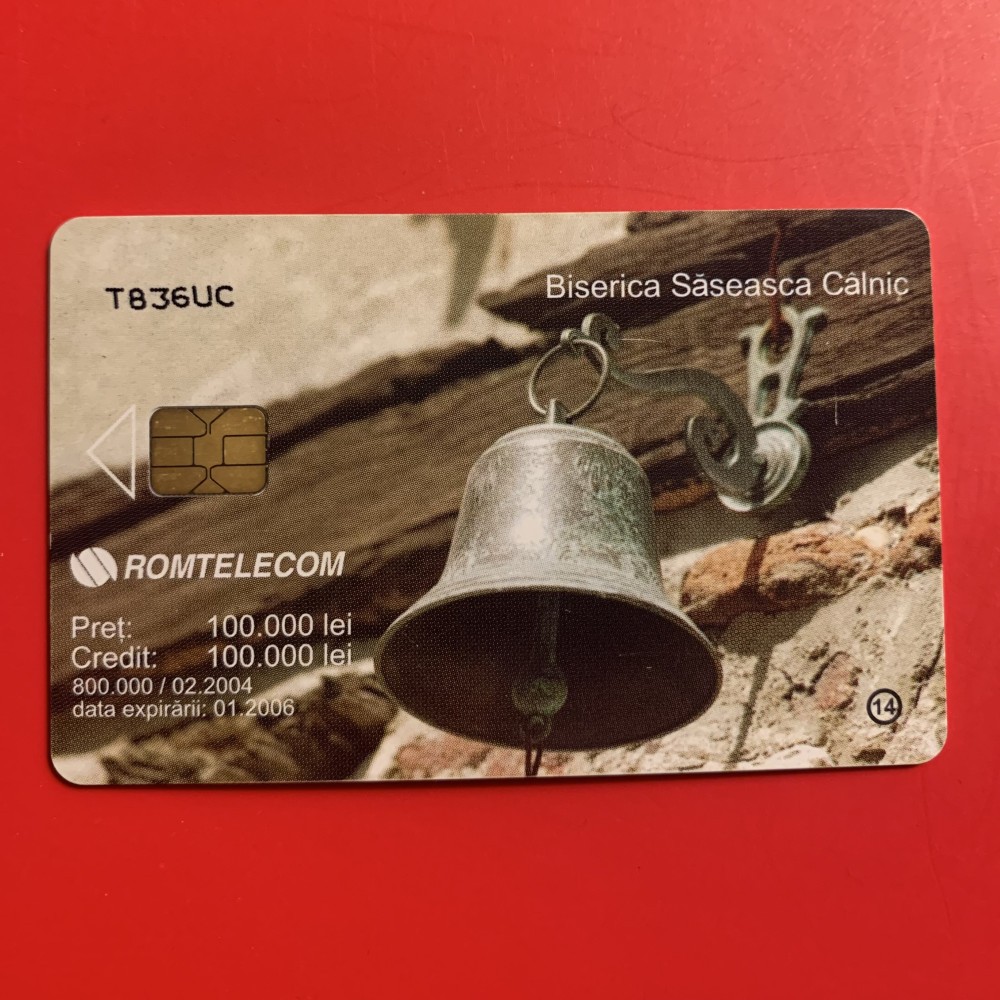 T836UC
Biserica Săseasca Câlnic
ROMTELECOM
Preț: 100.000 lei
Credit: 100.000 lei
800.000 / 02.2004
data expirării: 01.2006
14